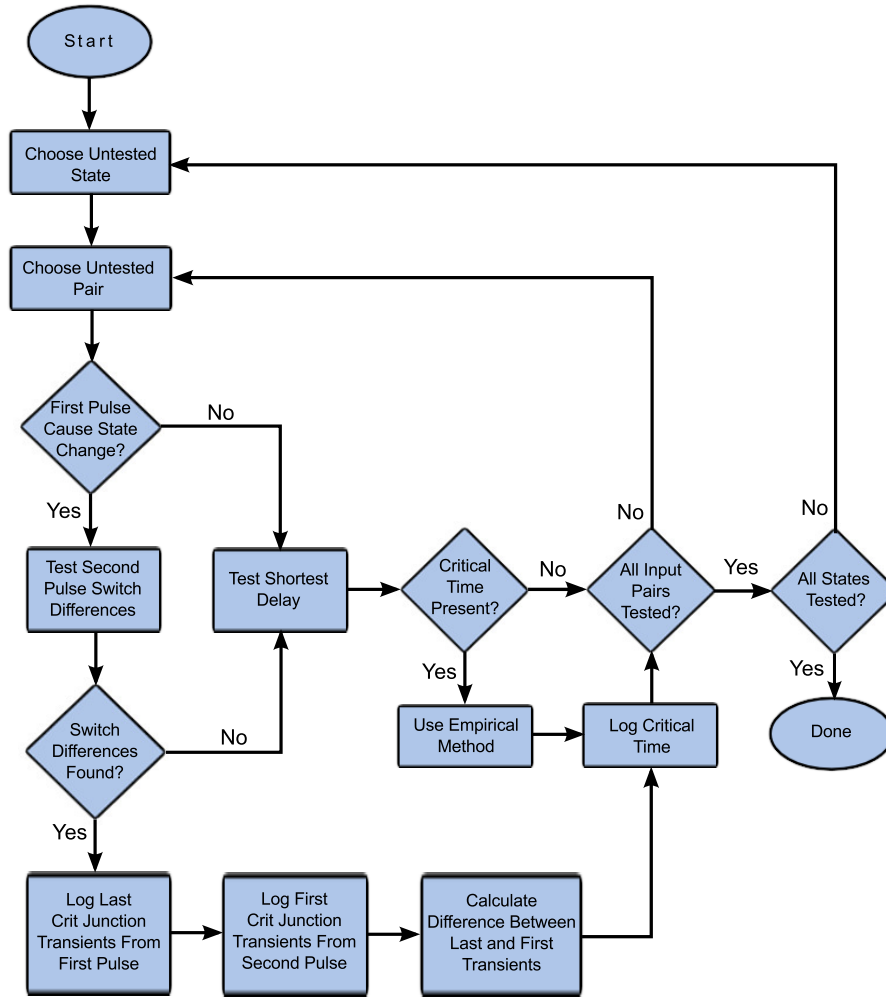 Start
Choose Untested
State
Choose Untested
Pair
First Pulse
Cause State
Change?
No
Yes
Test Second
Pulse Switch
Differences
Test Shortest
Delay
Critical
Time
Present?
No
Yes
All Input
Pairs
Tested?
No
Yes
All States
Tested?
No
Yes
Done
Switch
Differences
Found?
No
Yes
Use Empirical
Method
Log Critical
Time
Log Last
Crit Junction
Transients From
First Pulse
Log First
Crit Junction
Transients From
Second Pulse
Calculate
Difference Between
Last and First
Transients